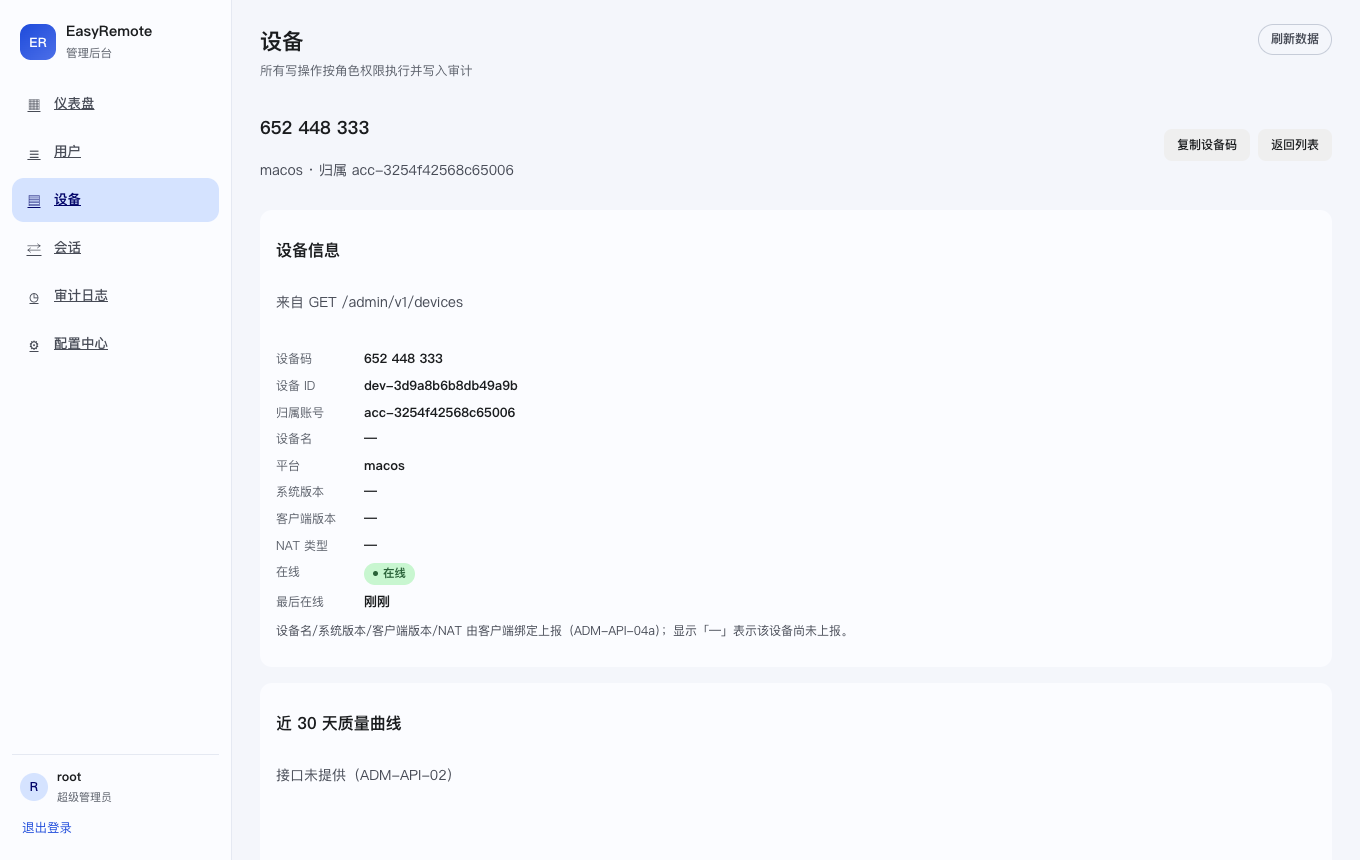 ER
EasyRemote
管理后台
仪表盘
用户
设备
会话
审计日志
配置中心
R
root
超级管理员
退出登录
设备
所有写操作按角色权限执行并写入审计
刷新数据
652 448 333
macos · 归属 acc-3254f42568c65006
复制设备码
返回列表
设备信息
来自 GET /admin/v1/devices
设备码 652 448 333
设备 ID dev-3d9a8b6b8db49a9b
归属账号 acc-3254f42568c65006
设备名 —
平台 macos
系统版本 —
客户端版本 —
NAT 类型 —
在线 在线
最后在线 刚刚
设备名/系统版本/客户端版本/NAT 由客户端绑定上报（ADM-API-04a）；显示「—」表示该设备尚未上报。
近 30 天质量曲线
接口未提供（ADM-API-02）